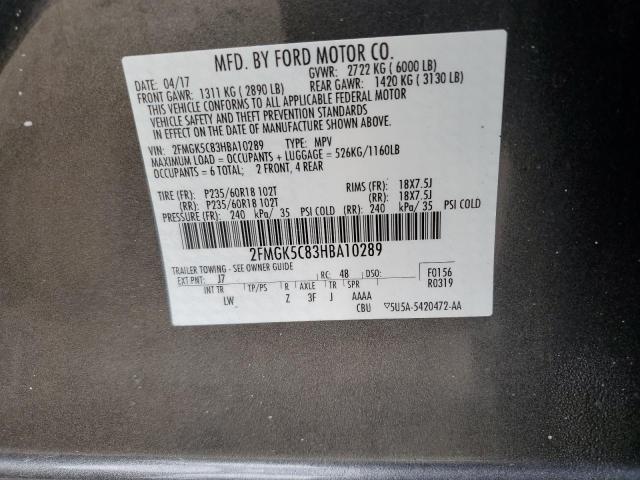 MFD. BY FORD MOTOR CO.
DATE: 04/17 GVWR: 2722 KG ( 6000 LB)
FRONT GAWR: 1311 KG ( 2890 LB) REAR GAWR: 1420 KG ( 3130 LB)
THIS VEHICLE CONFORMS TO ALL APPLICABLE FEDERAL MOTOR
VEHICLE SAFETY AND THEFT PREVENTION STANDARDS
IN EFFECT ON THE DATE OF MANUFACTURE SHOWN ABOVE.
VIN: 2FMGK5C83HBA10289 TYPE: MPV
MAXIMUM LOAD = OCCUPANTS + LUGGAGE = 526KG/1160LB
OCCUPANTS = 6 TOTAL; 2 FRONT, 4 REAR
TIRE (FR): P235/60R18 102T RIMS (FR): 18X7.5J
(RR): P235/60R18 102T (RR): 18X7.5J
PRESSURE (FR): 240 kPa/ 35 PSI COLD (RR): 240 kPa/ 35 PSI COLD
2FMGK5C83HBA10289
TRAILER TOWING - SEE OWNER GUIDE
EXT PNT: J7 RC: 48 DSO: F0156
INT TR TP/PS R AXLE TR SPR R0319
LW Z 3F J AAAA
CBU ▽5U5A-5420472-AA